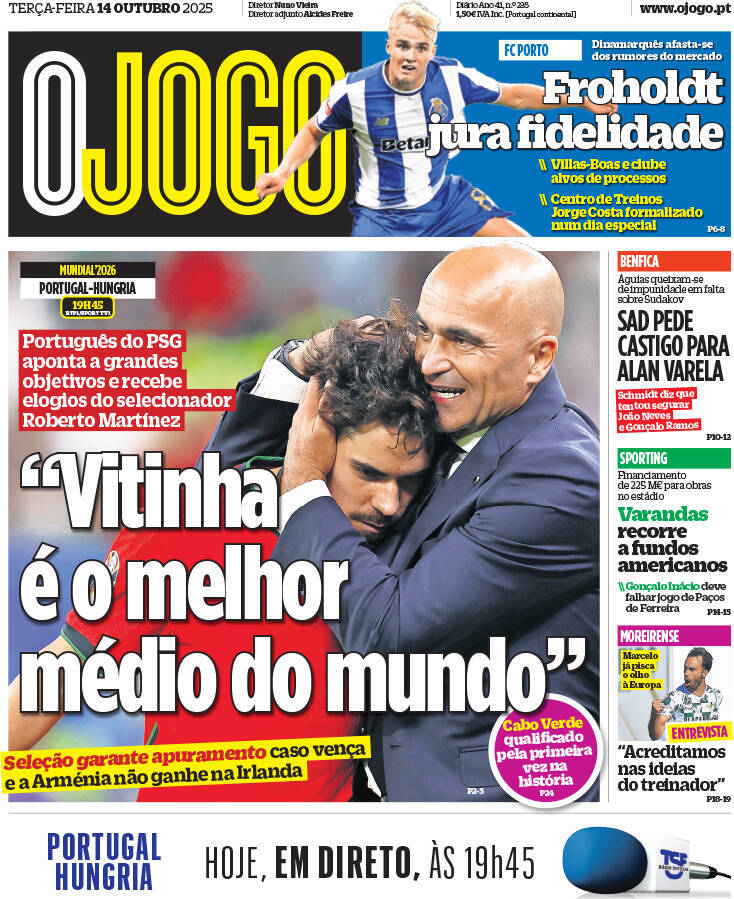 TERÇA-FEIRA 14 OUTUBRO 2025
Diretor Nuno Vieira
Diretor adjunto Alcides Freire
Diário Ano 41, n.º 235
1,50€ IVA Inc. [Portugal continental]
www.ojogo.pt
O JOGO
FC PORTO
Dinamarquês afasta-se
dos rumores do mercado
Froholdt
jura fidelidade
\\ Villas-Boas e clube
alvos de processos
\\ Centro de Treinos
Jorge Costa formalizado
num dia especial
P6-8
Betan
MUNDIAL'2026
PORTUGAL-HUNGRIA
19H45
RTP1/SPORT TV1
Português do PSG
aponta a grandes
objetivos e recebe
elogios do selecionador
Roberto Martínez
“Vitinha
é o melhor
médio do mundo”
Seleção garante apuramento caso vença
e a Arménia não ganhe na Irlanda
P2-5
Cabo Verde
qualificado
pela primeira
vez na
história
P24
BENFICA
Águias queixam-se
de impunidade em falta
sobre Sudakov
SAD PEDE
CASTIGO PARA
ALAN VARELA
Schmidt diz que
tentou segurar
João Neves
e Gonçalo Ramos
P10-12
SPORTING
Financiamento
de 225 M€ para obras
no estádio
Varandas
recorre
a fundos
americanos
\\ Gonçalo Inácio deve
falhar jogo de Paços
de Ferreira
P14-15
MOREIRENSE
Marcelo
já pisca
o olho
à Europa
ENTREVISTA
“Acreditamos
nas ideias
do treinador”
P18-19
PORTUGAL
HUNGRIA
HOJE, EM DIRETO, ÀS 19h45
TSF
RÁDIO NOTÍCIAS